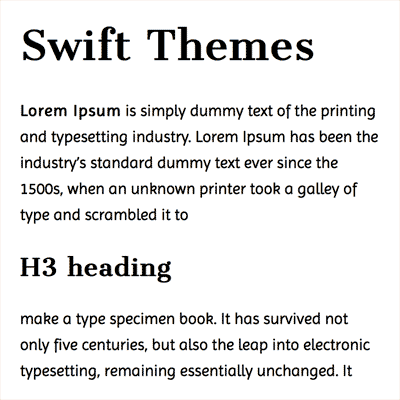 Swift Themes
Lorem Ipsum is simply dummy text of the printing
and typesetting industry. Lorem Ipsum has been the
industry’s standard dummy text ever since the
1500s, when an unknown printer took a galley of
type and scrambled it to
H3 heading
make a type specimen book. It has survived not
only five centuries, but also the leap into electronic
typesetting, remaining essentially unchanged. It